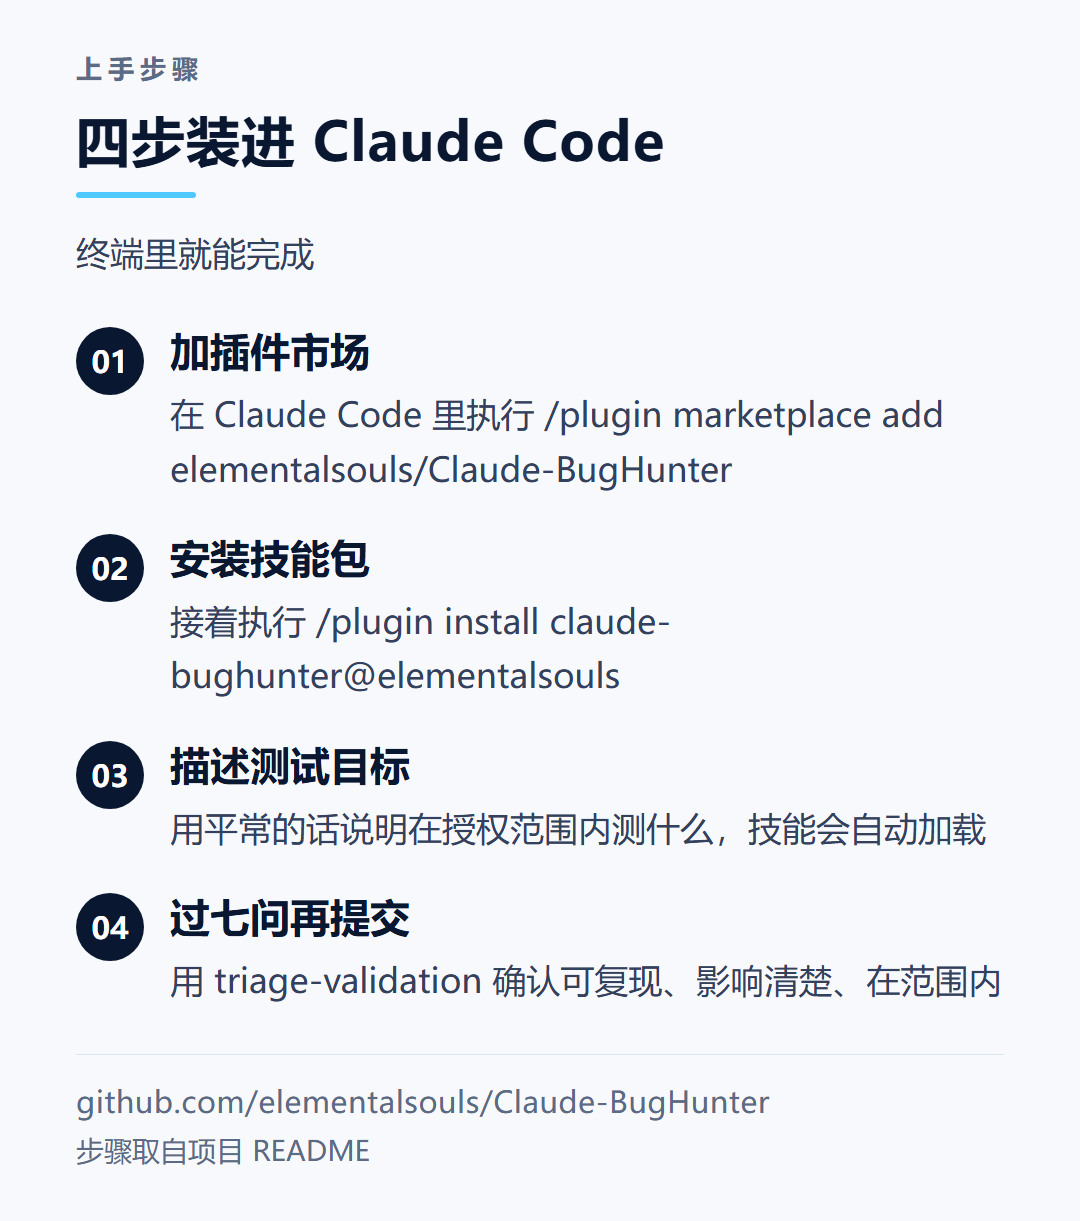 上手步骤
四步装进 Claude Code
终端里就能完成
01
加插件市场
在 Claude Code 里执行 /plugin marketplace add
elementalsouls/Claude-BugHunter
02
安装技能包
接着执行 /plugin install claude-
bughunter@elementalsouls
03
描述测试目标
用平常的话说明在授权范围内测什么，技能会自动加载
04
过七问再提交
用 triage-validation 确认可复现、影响清楚、在范围内
github.com/elementalsouls/Claude-BugHunter
步骤取自项目 README